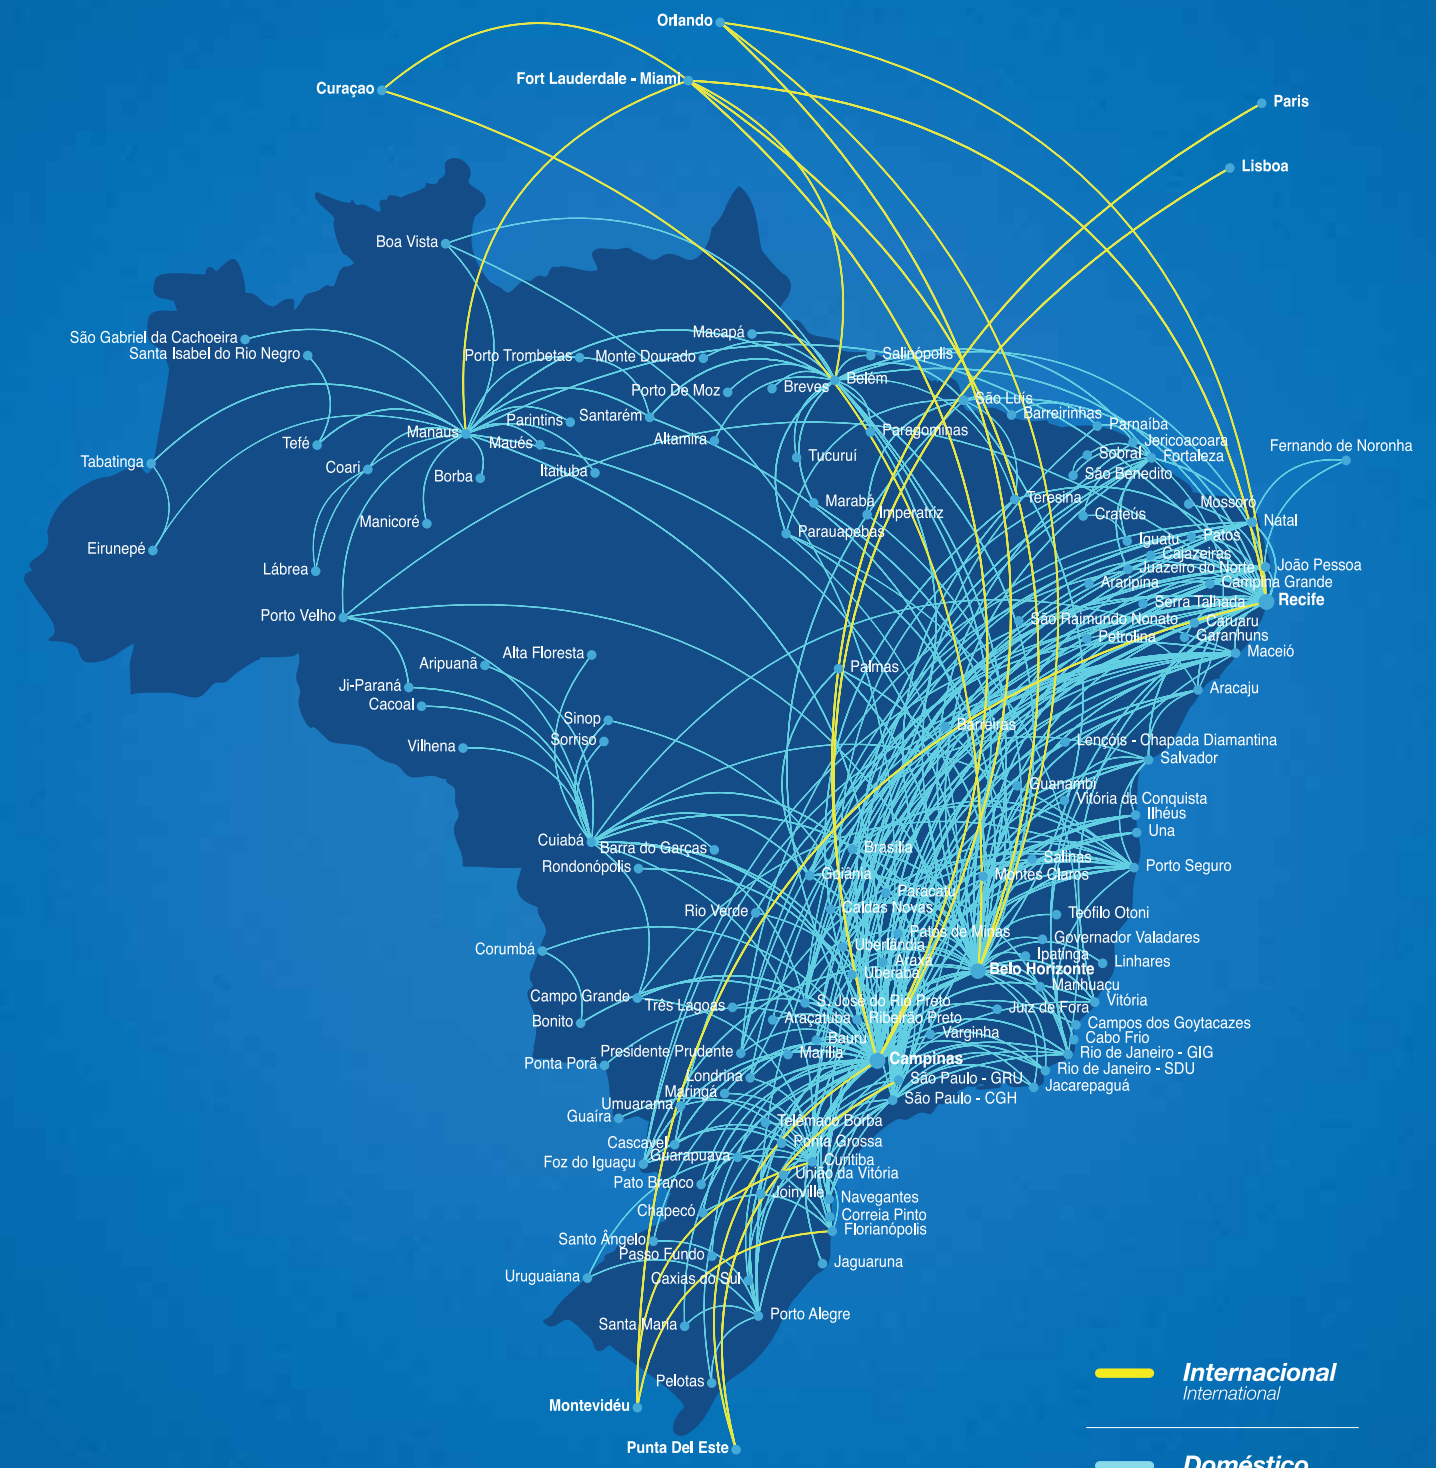 Orlando
Fort Lauderdale - Miami
Curaçao
Paris
Lisboa
Boa Vista
São Gabriel da Cachoeira
Santa Isabel do Rio Negro
Macapá
Porto Trombetas
Monte Dourado
Salinópolis
Porto De Moz
Breves
Belém
São Luís
Barreirinhas
Parintins
Santarém
Manaus
Maués
Altamira
Paragominas
Parnaíba
Jericoacoara
Fortaleza
Sobral
São Benedito
Fernando de Noronha
Tefé
Tabatinga
Coari
Borba
Itaituba
Tucuruí
Marabá
Imperatriz
Teresina
Mossoró
Crateús
Manicoré
Parauapebas
Natal
Iguatu
Patos
Eirunepé
Cajazeiras
Juazeiro do Norte
João Pessoa
Lábrea
Araripina
Campina Grande
Serra Talhada
Recife
Porto Velho
São Raimundo Nonato
Caruaru
Petrolina
Garanhuns
Maceió
Alta Floresta
Aripuanã
Palmas
Ji-Paraná
Aracaju
Cacoal
Sinop
Barreiras
Sorriso
Lençóis - Chapada Diamantina
Vilhena
Salvador
Guanambi
Vitória da Conquista
Ilhéus
Una
Cuiabá
Barra do Garças
Brasília
Salinas
Rondonópolis
Goiânia
Montes Claros
Porto Seguro
Paracatu
Caldas Novas
Rio Verde
Teófilo Otoni
Patos de Minas
Governador Valadares
Uberlândia
Corumbá
Ipatinga
Araxá
Linhares
Uberaba
Belo Horizonte
Manhuaçu
Campo Grande
Três Lagoas
S. José do Rio Preto
Vitória
Juiz de Fora
Bonito
Araçatuba
Ribeirão Preto
Campos dos Goytacazes
Varginha
Bauru
Cabo Frio
Presidente Prudente
Marília
Rio de Janeiro - GIG
Ponta Porã
Campinas
Rio de Janeiro - SDU
Londrina
São Paulo - GRU
Jacarepaguá
Maringá
São Paulo - CGH
Umuarama
Guaíra
Telêmaco Borba
Cascavel
Ponta Grossa
Guarapuava
Foz do Iguaçu
Curitiba
União da Vitória
Pato Branco
Joinville
Navegantes
Chapecó
Correia Pinto
Florianópolis
Santo Ângelo
Passo Fundo
Jaguaruna
Uruguaiana
Caxias do Sul
Porto Alegre
Santa Maria
Pelotas
Montevidéu
Punta Del Este
Internacional
International
Doméstico